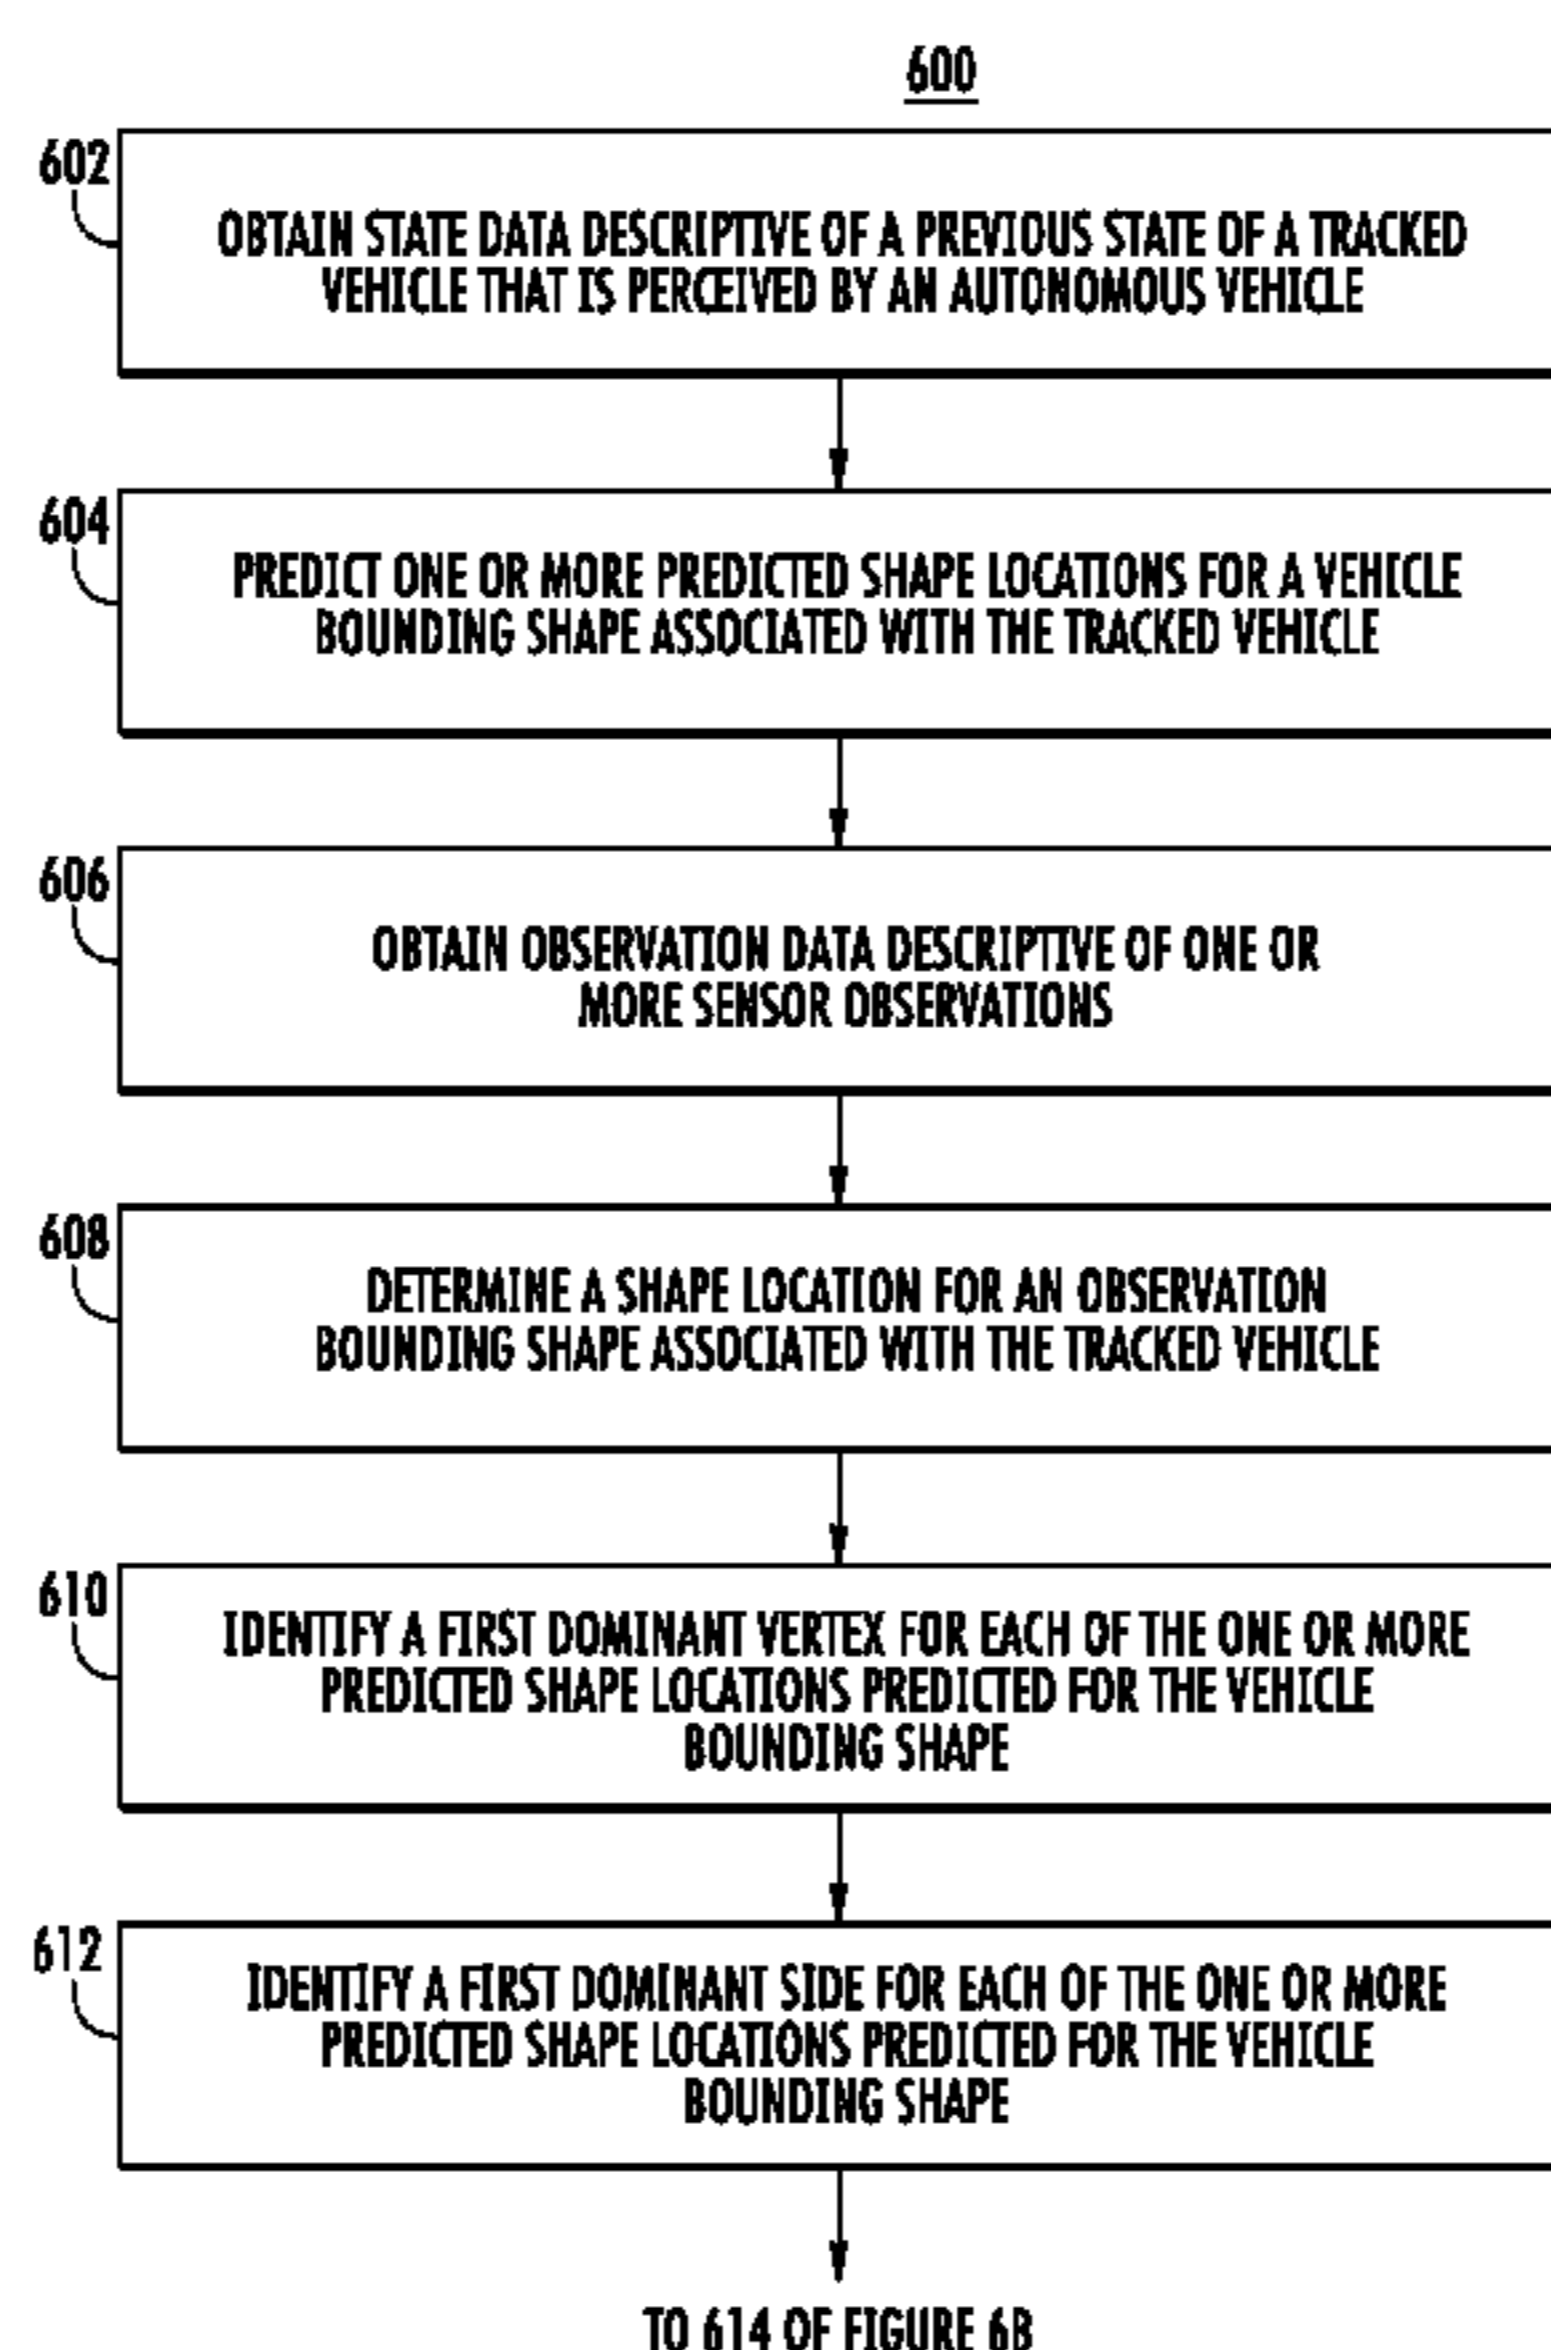 600
602
OBTAIN STATE DATA DESCRIPTIVE OF A PREVIOUS STATE OF A TRACKED
VEHICLE THAT IS PERCEIVED BY AN AUTONOMOUS VEHICLE
604
PREDICT ONE OR MORE PREDICTED SHAPE LOCATIONS FOR A VEHICLE
BOUNDING SHAPE ASSOCIATED WITH THE TRACKED VEHICLE
606
OBTAIN OBSERVATION DATA DESCRIPTIVE OF ONE OR
MORE SENSOR OBSERVATIONS
608
DETERMINE A SHAPE LOCATION FOR AN OBSERVATION
BOUNDING SHAPE ASSOCIATED WITH THE TRACKED VEHICLE
610
IDENTIFY A FIRST DOMINANT VERTEX FOR EACH OF THE ONE OR MORE
PREDICTED SHAPE LOCATIONS PREDICTED FOR THE VEHICLE
BOUNDING SHAPE
612
IDENTIFY A FIRST DOMINANT SIDE FOR EACH OF THE ONE OR MORE
PREDICTED SHAPE LOCATIONS PREDICTED FOR THE VEHICLE
BOUNDING SHAPE
TO 614 OF FIGURE 6B